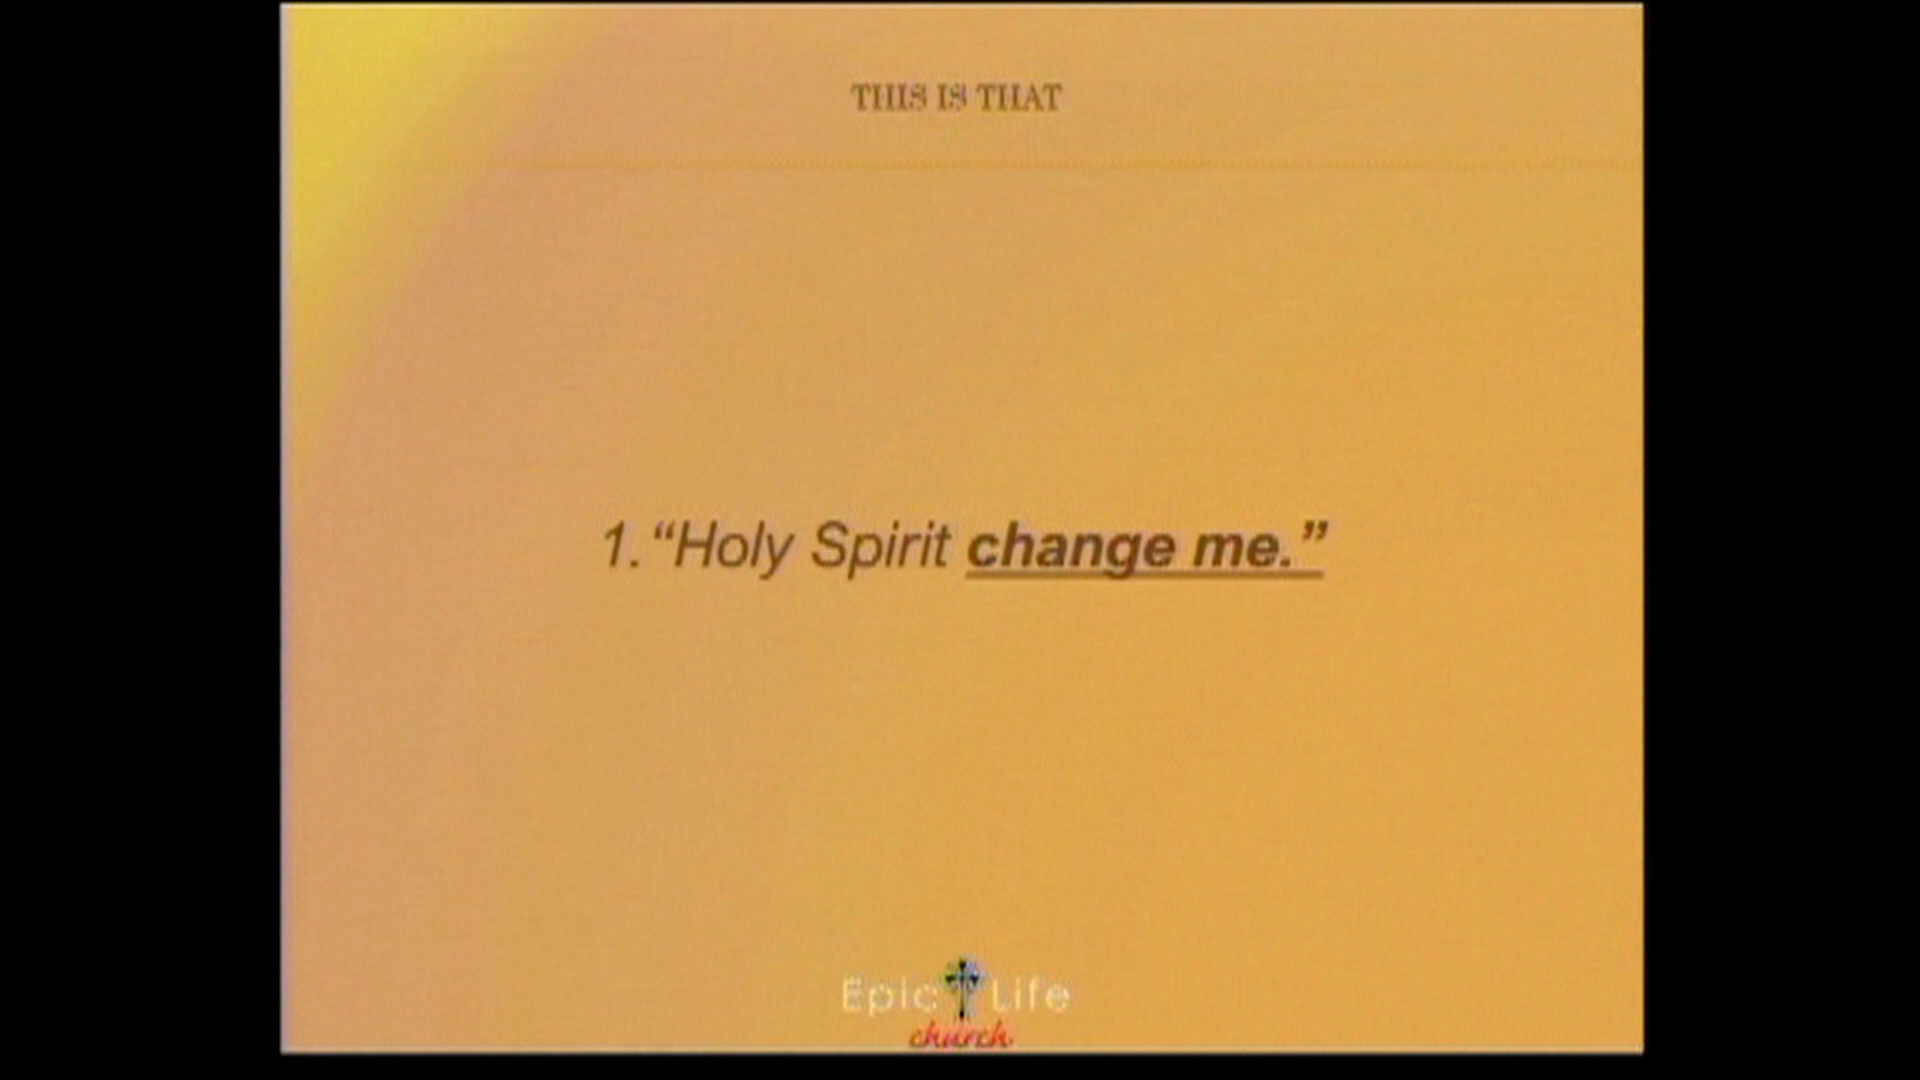 THIS IS THAT
1. “Holy Spirit change me.”
Epic Life
church